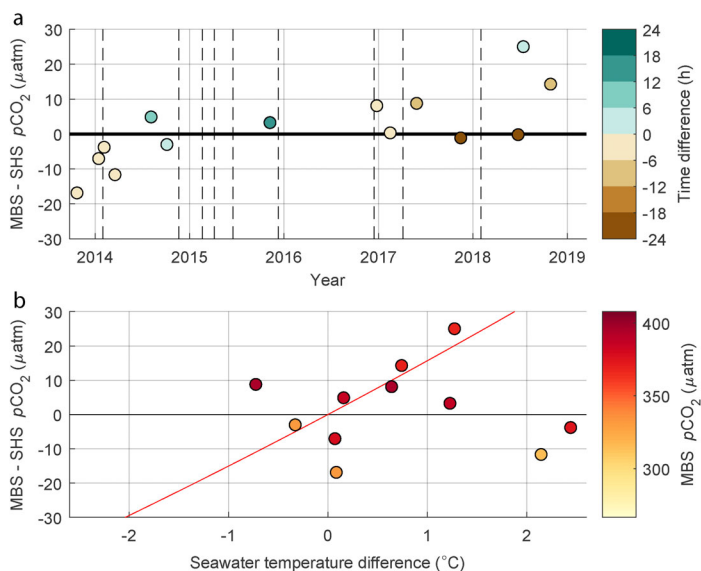 a
30
20
10
0
-10
-20
-30
MBS - SHS pCO₂ (µatm)
2014 2015 2016 2017 2018 2019
Year
24
18
12
6
0
-6
-12
-18
-24
Time difference (h)
b
30
20
10
0
-10
-20
-30
MBS - SHS pCO₂ (µatm)
-2 -1 0 1 2
Seawater temperature difference (°C)
400
350
300
MBS pCO₂ (µatm)